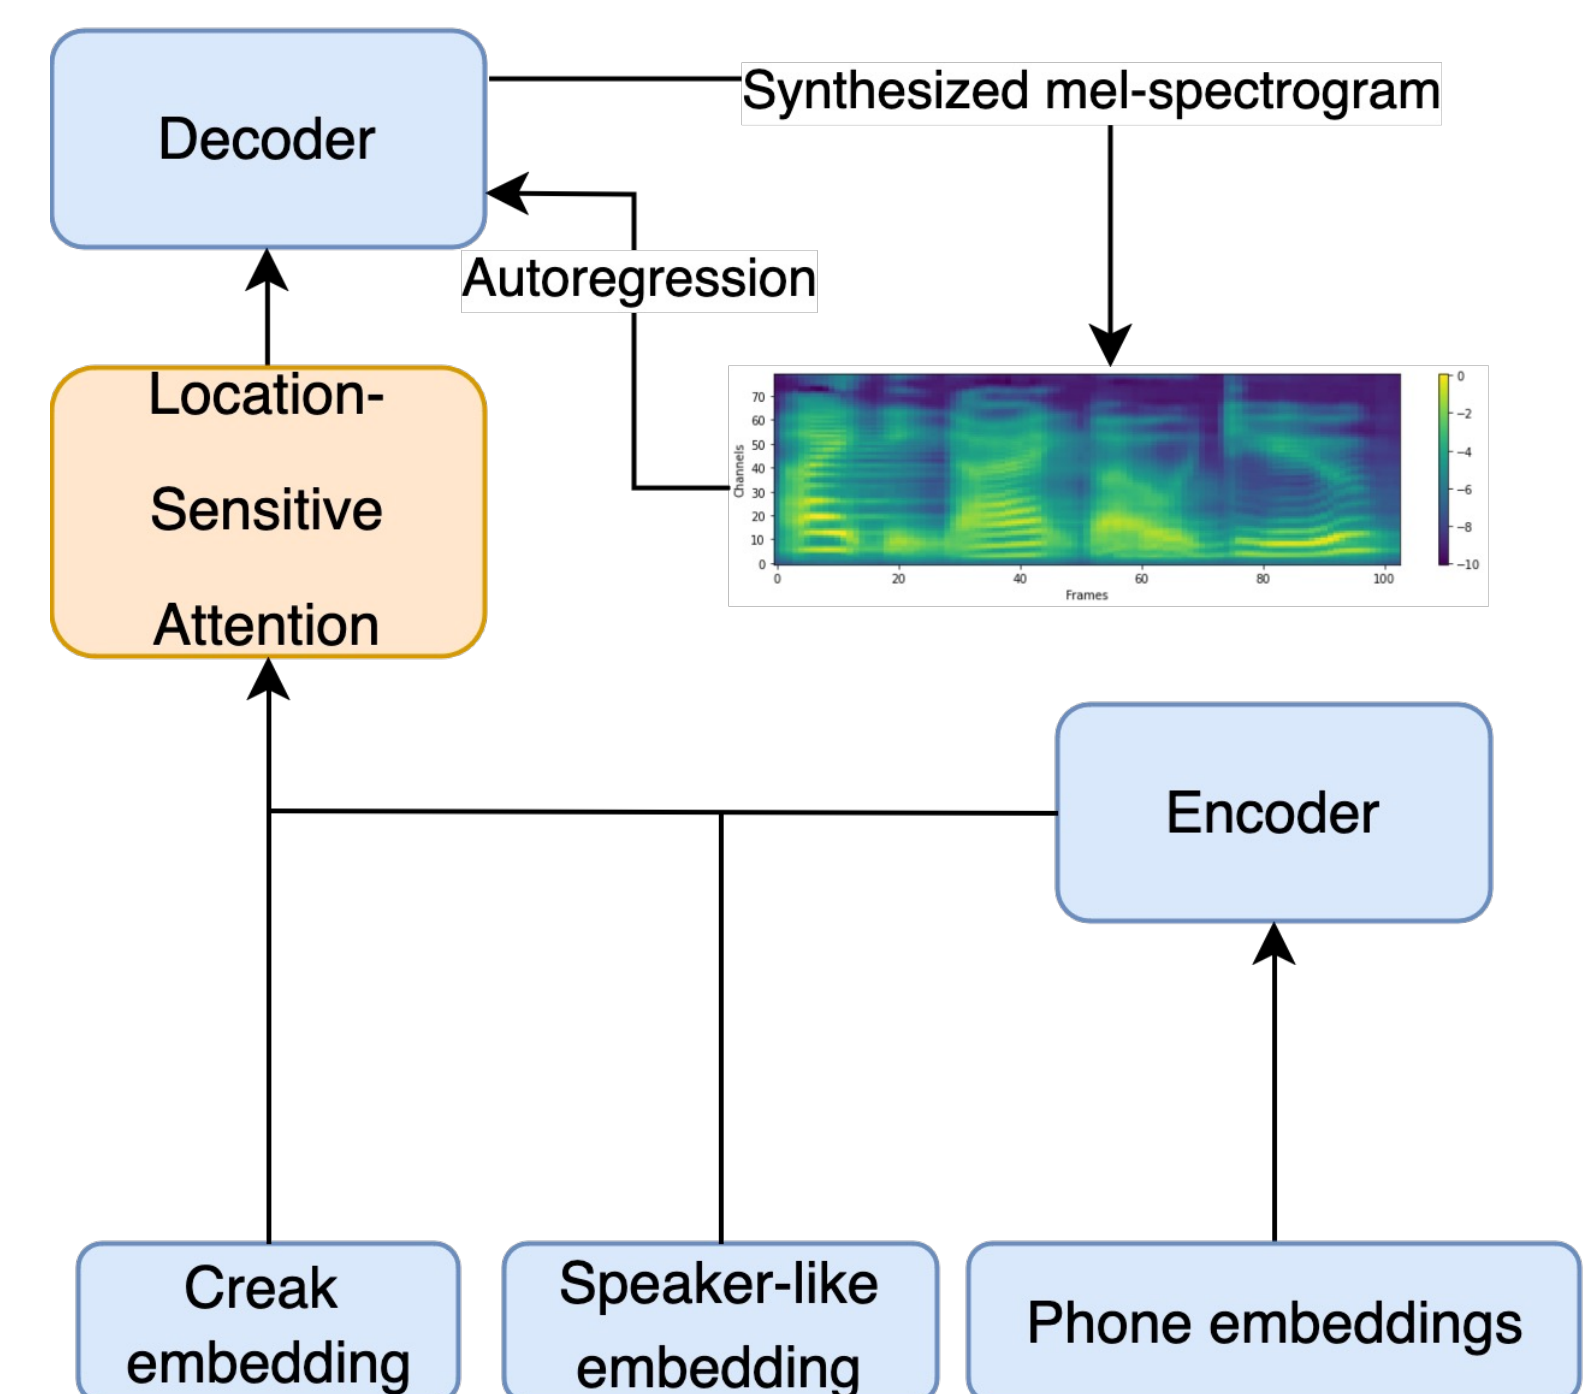 Decoder
Synthesized mel-spectrogram
Autoregression
Location-
Sensitive
Attention
70
60
50
40
30
20
10
0
Channels
0 20 40 60 80 100
Frames
0
−2
−4
−6
−8
−10
Encoder
Creak
embedding
Speaker-like
embedding
Phone embeddings